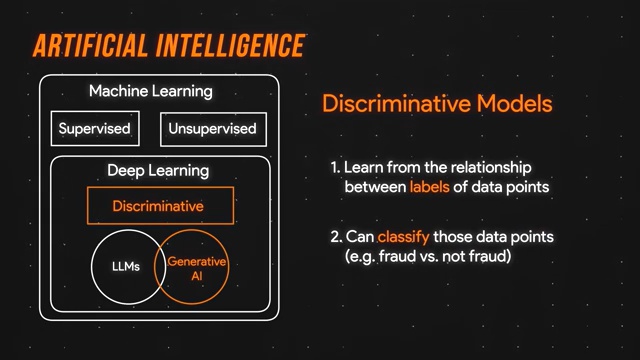 ARTIFICIAL INTELLIGENCE
Machine Learning
Supervised
Unsupervised
Deep Learning
Discriminative
LLMs
Generative
AI
Discriminative Models
1. Learn from the relationship
between labels of data points
2. Can classify those data points
(e.g. fraud vs. not fraud)